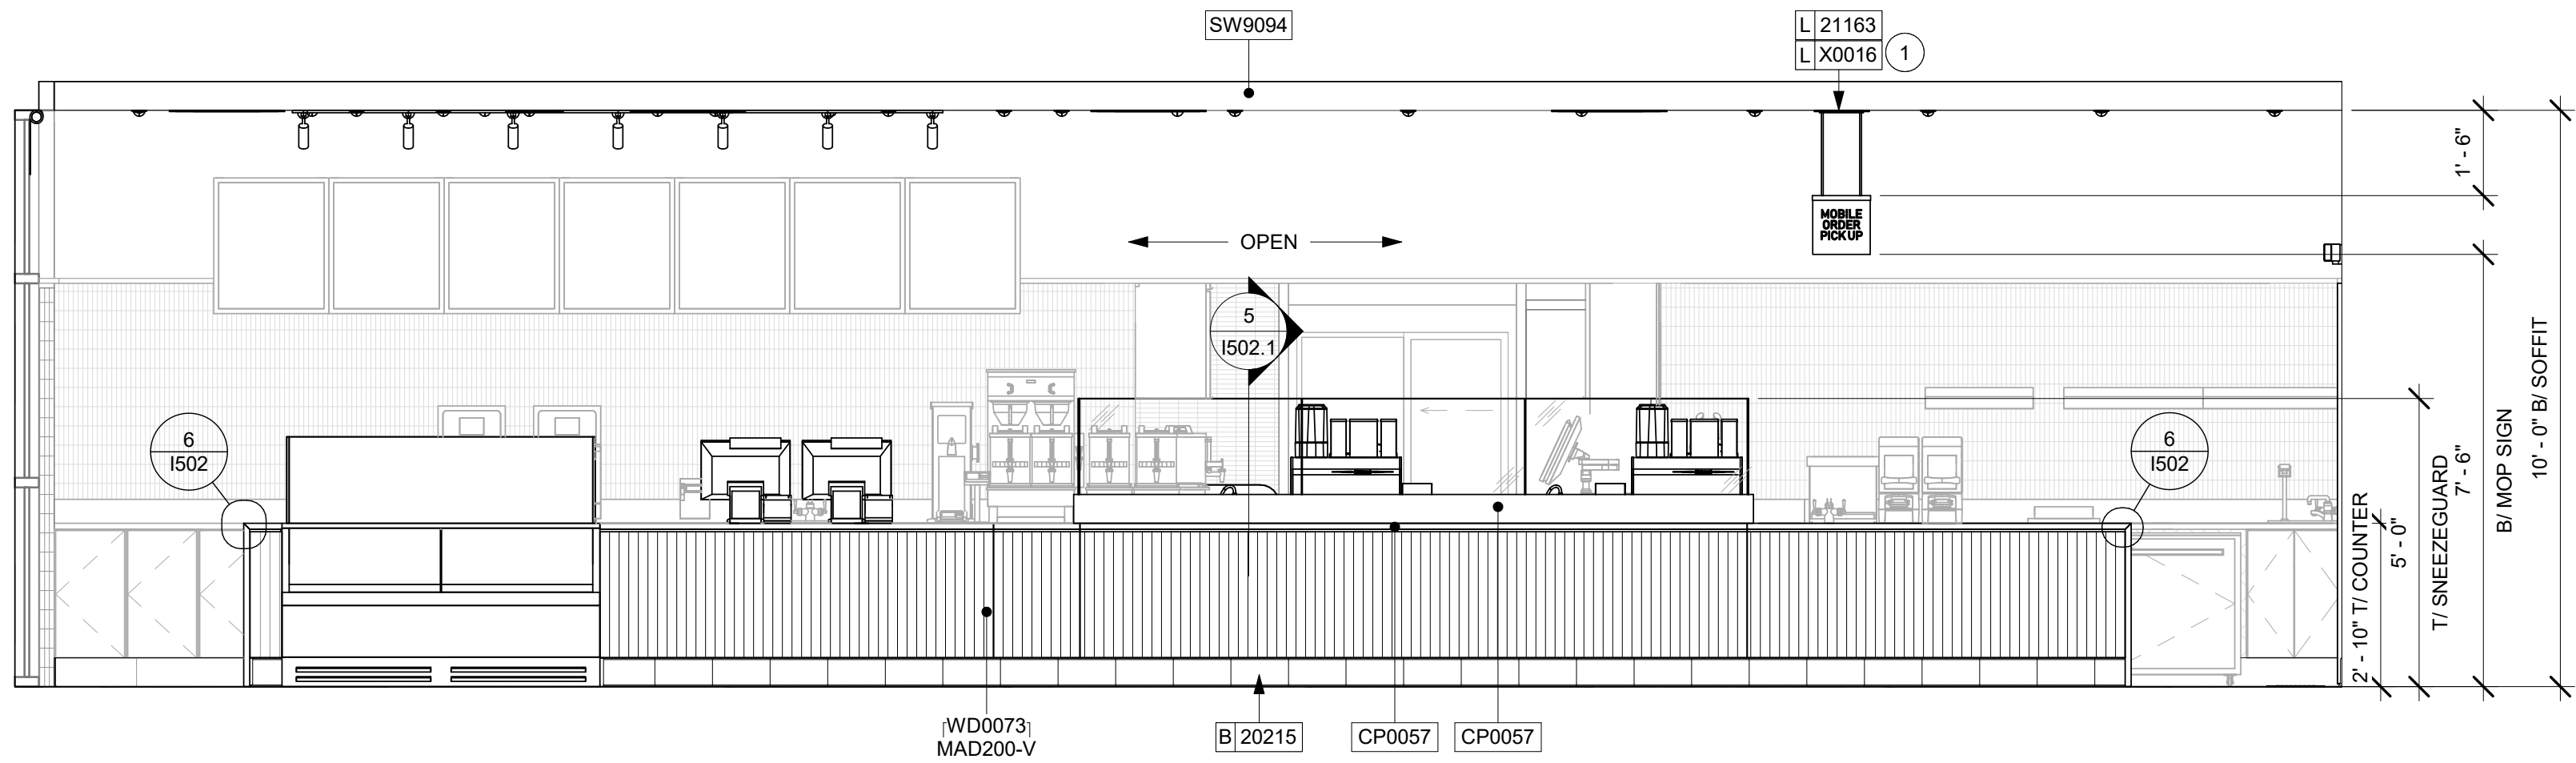 SW9094
L 21163
L X0016 1
1' - 6"
MOBILE
ORDER
PICK UP
OPEN
5
I502.1
6
I502
6
I502
2' - 10" T/ COUNTER
5' - 0"
T/ SNEEZEGUARD
7' - 6"
B/ MOP SIGN
10' - 0" B/ SOFFIT
WD0073
MAD200-V
B 20215
CP0057
CP0057